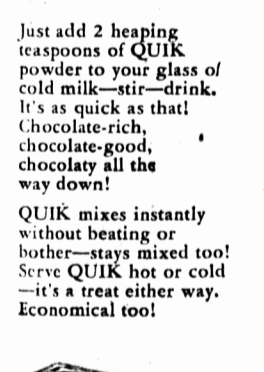 Just add 2 heaping
teaspoons of QUIK
powder to your glass of
cold milk—stir—drink.
It's as quick as that!
Chocolate-rich,
chocolate-good,
chocolaty all the
way down!
QUIK mixes instantly
without beating or
bother—stays mixed too!
Serve QUIK hot or cold
—it's a treat either way.
Economical too!